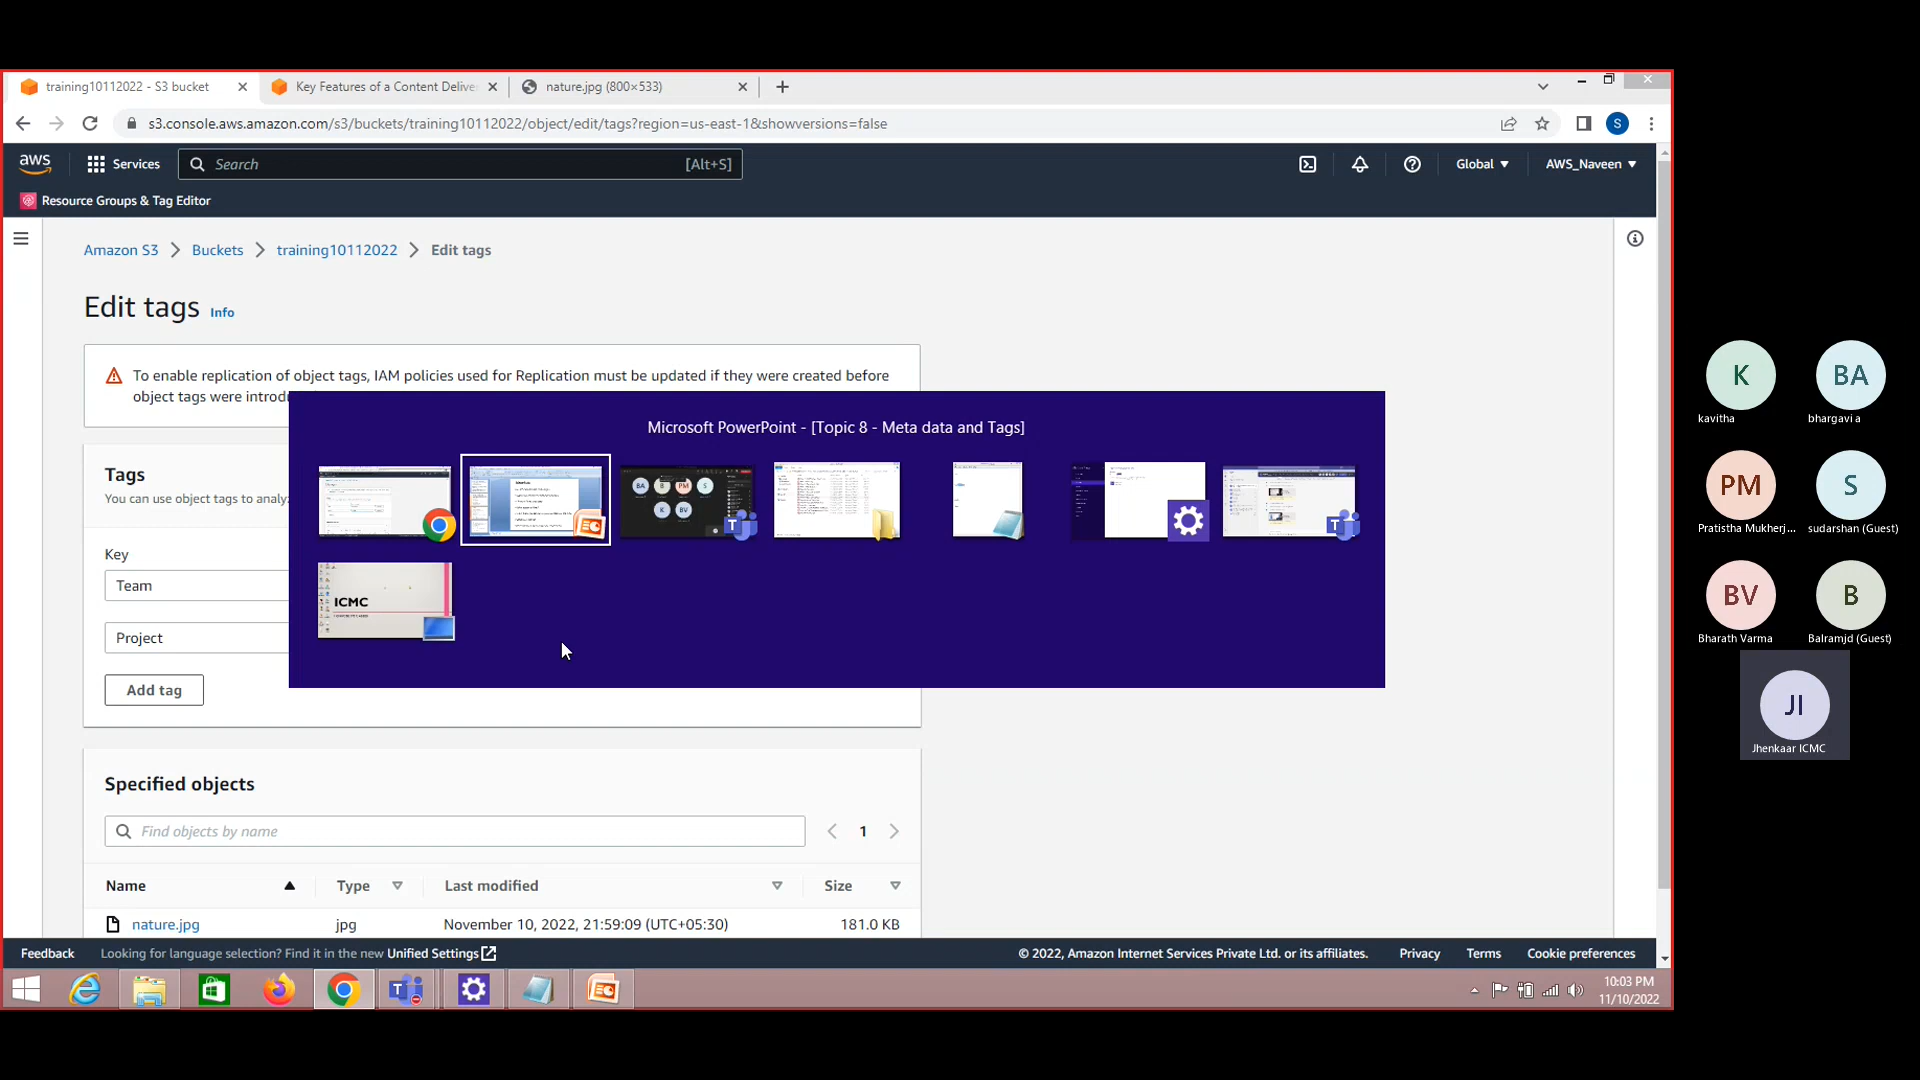 training10112022 - S3 bucket
Key Features of a Content Delive
nature.jpg (800×533)
s3.console.aws.amazon.com/s3/buckets/training10112022/object/edit/tags?region=us-east-1&showversions=false
S
aws
Services
Search
[Alt+S]
Global
AWS_Naveen
Resource Groups & Tag Editor
Amazon S3
Buckets
training10112022
Edit tags
Edit tags
Info
To enable replication of object tags, IAM policies used for Replication must be updated if they were created before
object tags were introdu
Microsoft PowerPoint - [Topic 8 - Meta data and Tags]
BA
B
PM
S
K
BV
ICMC
Tags
You can use object tags to analyz
Key
Team
Project
Add tag
Specified objects
Find objects by name
1
Name
Type
Last modified
Size
nature.jpg
jpg
November 10, 2022, 21:59:09 (UTC+05:30)
181.0 KB
Feedback
Looking for language selection? Find it in the new Unified Settings
© 2022, Amazon Internet Services Private Ltd. or its affiliates.
Privacy
Terms
Cookie preferences
10:03 PM
11/10/2022
K
kavitha
BA
bhargavi a
PM
Pratistha Mukherj...
S
sudarshan (Guest)
BV
Bharath Varma
B
Balramjd (Guest)
JI
Jhenkaar ICMC